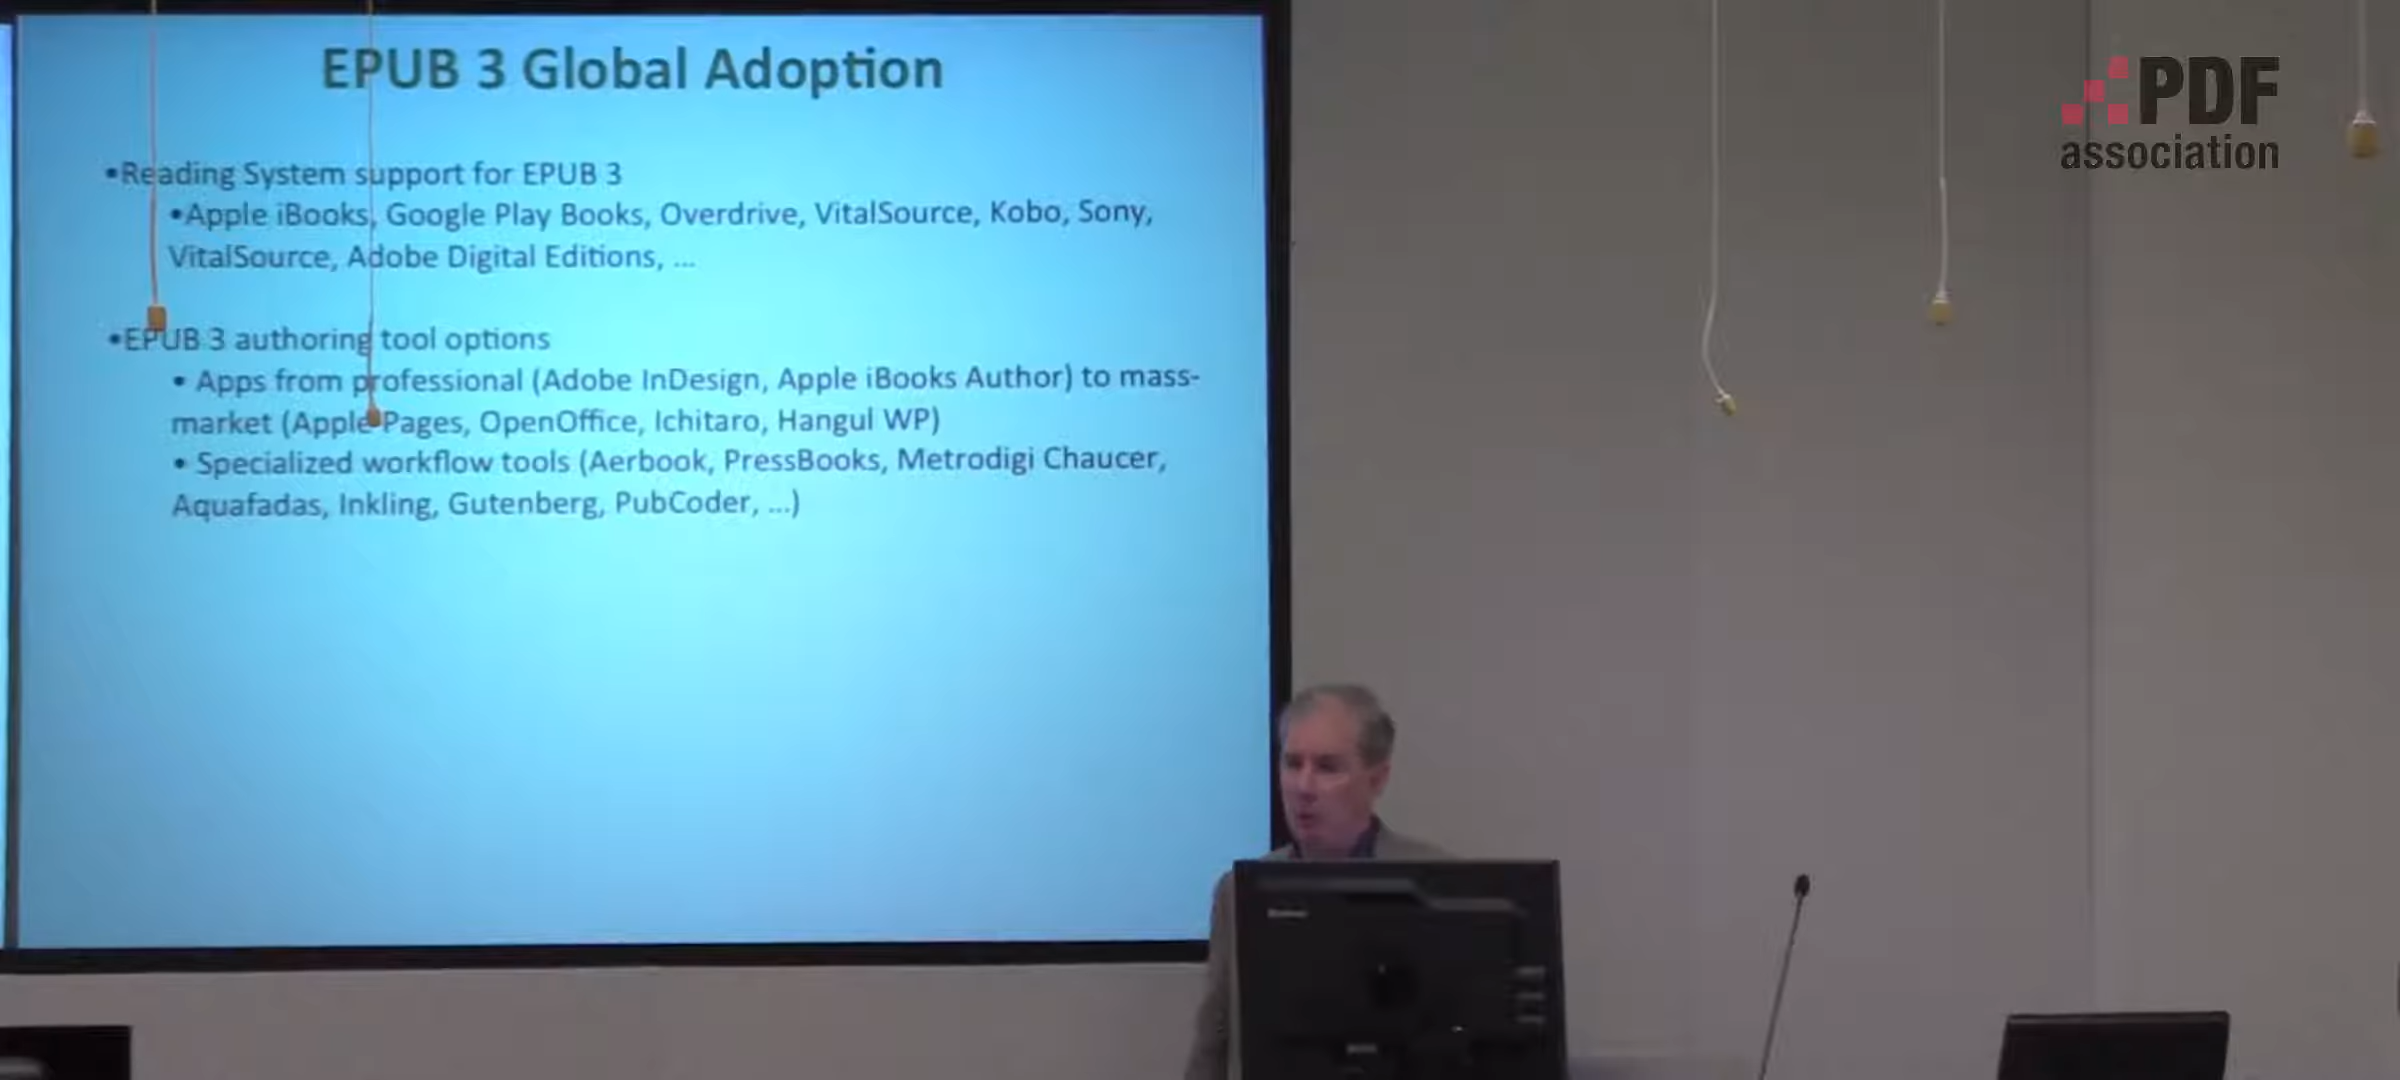 EPUB 3 Global Adoption
•Reading System support for EPUB 3
•Apple iBooks, Google Play Books, Overdrive, VitalSource, Kobo, Sony,
VitalSource, Adobe Digital Editions, ...
•EPUB 3 authoring tool options
• Apps from professional (Adobe InDesign, Apple iBooks Author) to mass-
market (Apple Pages, OpenOffice, Ichitaro, Hangul WP)
• Specialized workflow tools (Aerbook, PressBooks, Metrodigi Chaucer,
Aquafadas, Inkling, Gutenberg, PubCoder, ...)
PDF
association